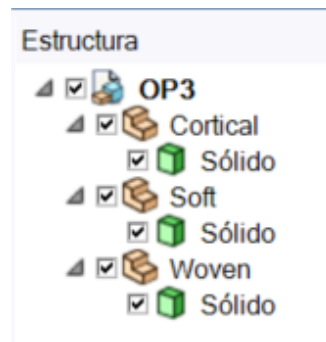 Estructura
OP3
Cortical
Sólido
Soft
Sólido
Woven
Sólido